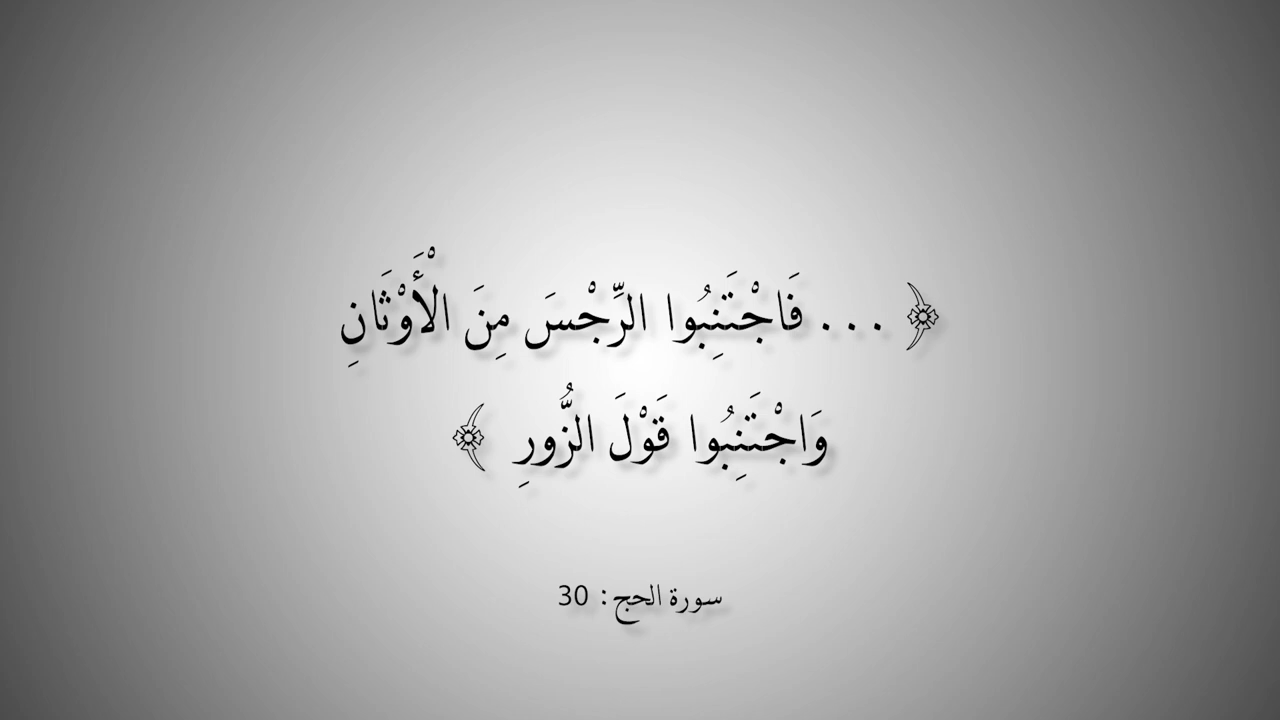 ﴿ . . . فَاجْتَنِبُوا الرِّجْسَ مِنَ الْأَوْثَانِ
وَاجْتَنِبُوا قَوْلَ الزُّورِ ﴾
سورة الحج : 30